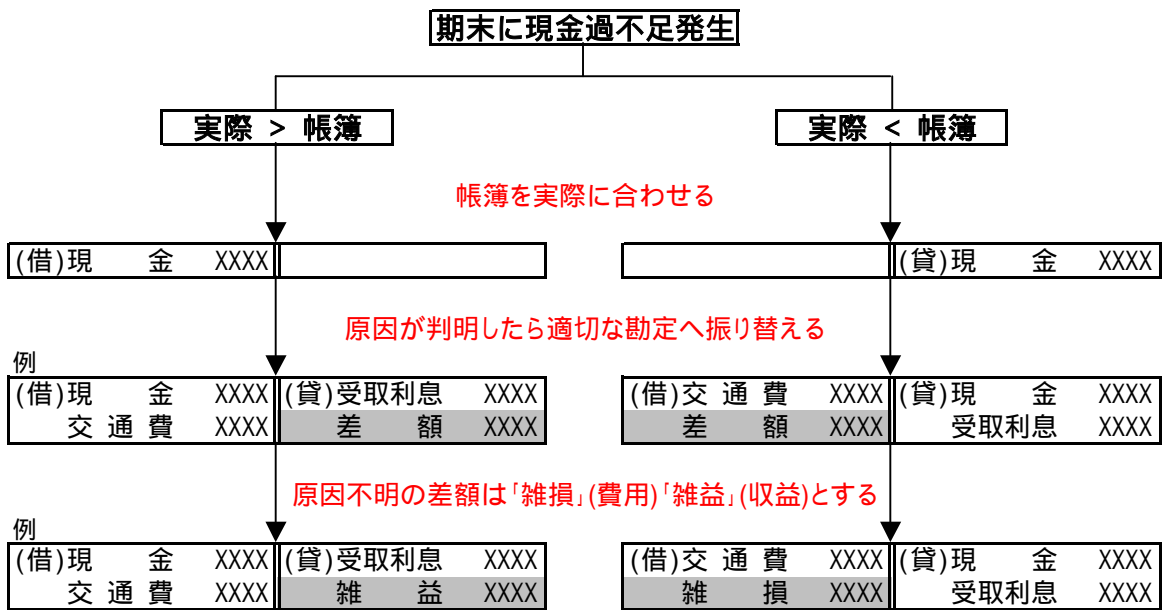 期末に現金過不足発生
実際 > 帳簿
実際 < 帳簿
帳簿を実際に合わせる
(借)現　金 XXXX
(貸)現　金 XXXX
原因が判明したら適切な勘定へ振り替える
例
(借)現　金 XXXX (貸)受取利息 XXXX
交 通 費 XXXX 差　額 XXXX
(借)交 通 費 XXXX (貸)現　金 XXXX
差　額 XXXX 受取利息 XXXX
原因不明の差額は「雑損」(費用)「雑益」(収益)とする
例
(借)現　金 XXXX (貸)受取利息 XXXX
交 通 費 XXXX 雑　益 XXXX
(借)交 通 費 XXXX (貸)現　金 XXXX
雑　損 XXXX 受取利息 XXXX